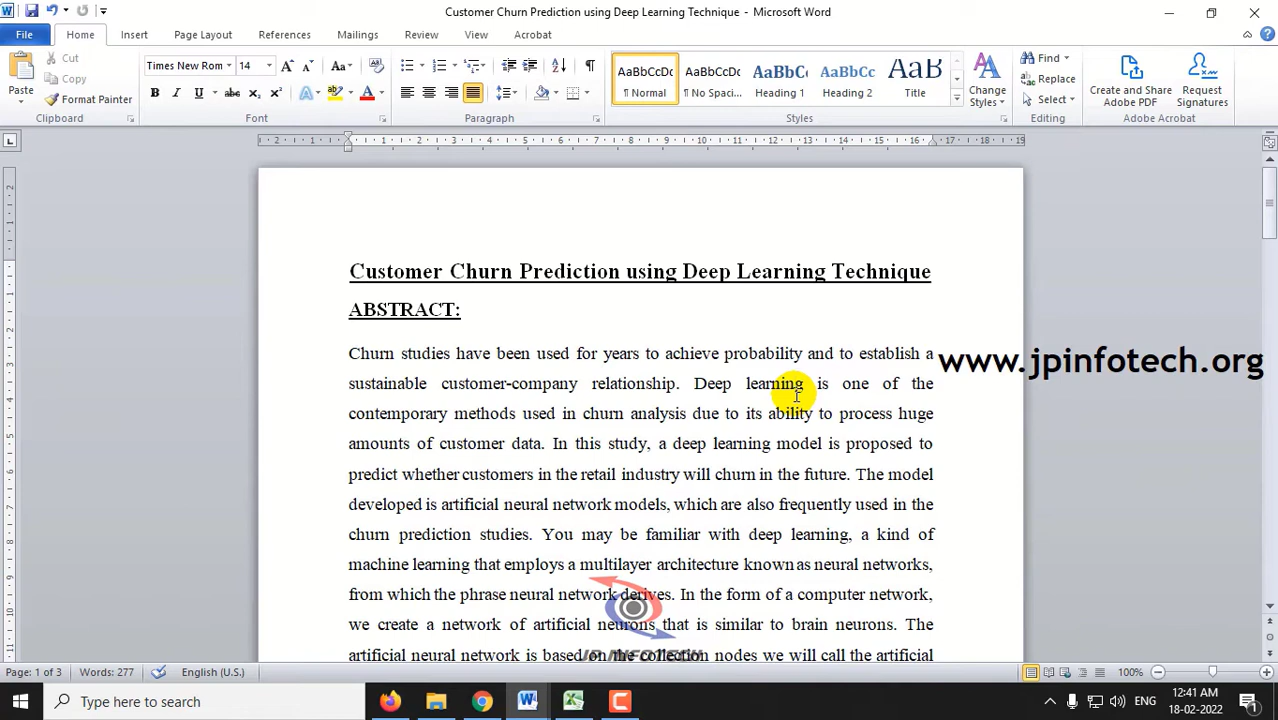 Customer Churn Prediction using Deep Learning Technique - Microsoft Word
File Home Insert Page Layout References Mailings Review View Acrobat
Cut
Copy
Format Painter
Paste
Clipboard
Times New Rom 14
Font
Paragraph
AaBbCcDc AaBbCcDc AaBbCc AaBbCc AaB
¶ Normal ¶ No Spaci... Heading 1 Heading 2 Title
Change Styles
Styles
Find
Replace
Select
Editing
Create and Share Adobe PDF
Request Signatures
Adobe Acrobat
Customer Churn Prediction using Deep Learning Technique
ABSTRACT:
Churn studies have been used for years to achieve probability and to establish a
sustainable customer-company relationship. Deep learning is one of the
contemporary methods used in churn analysis due to its ability to process huge
amounts of customer data. In this study, a deep learning model is proposed to
predict whether customers in the retail industry will churn in the future. The model
developed is artificial neural network models, which are also frequently used in the
churn prediction studies. You may be familiar with deep learning, a kind of
machine learning that employs a multilayer architecture known as neural networks,
from which the phrase neural network derives. In the form of a computer network,
we create a network of artificial neurons that is similar to brain neurons. The
artificial neural network is based on the collection nodes we will call the artificial
www.jpinfotech.org
JP INFOTECH
Page: 1 of 3 Words: 277 English (U.S.) 100%
Type here to search
ENG
12:41 AM
18-02-2022